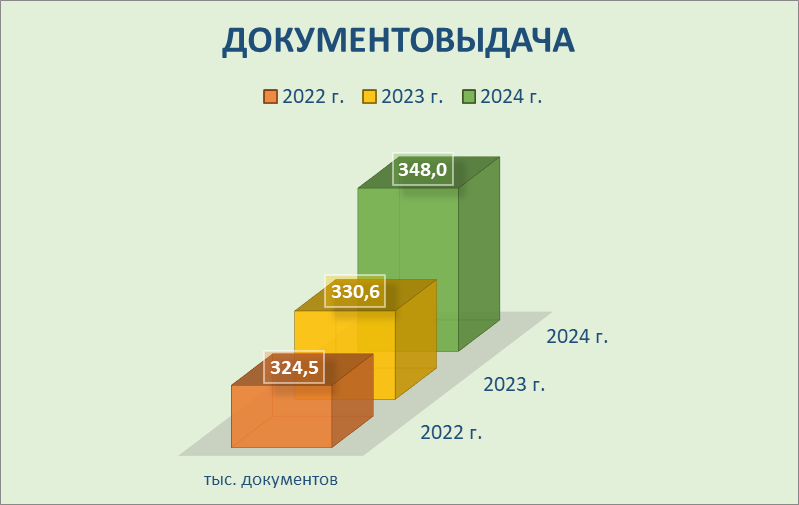 ДОКУМЕНТОВЫДАЧА
2022 г. 2023 г. 2024 г.
348,0
330,6
324,5
2024 г.
2023 г.
2022 г.
тыс. документов